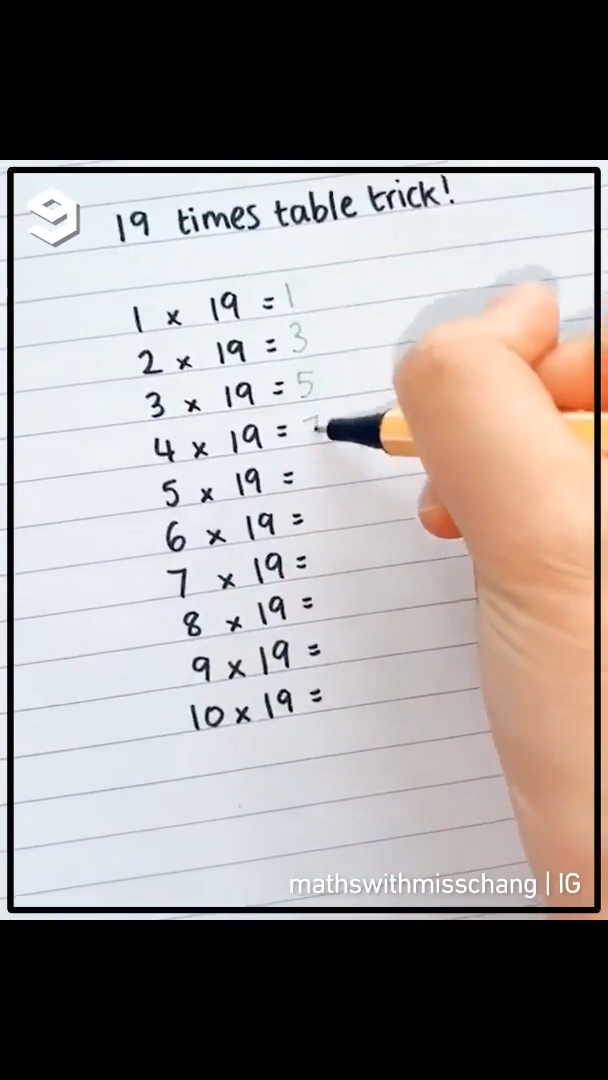 19 times table trick!
1 x 19 = 1
2 x 19 = 3
3 x 19 = 5
4 x 19 = 7
5 x 19 =
6 x 19 =
7 x 19 =
8 x 19 =
9 x 19 =
10 x 19 =
mathswithmisschang | IG